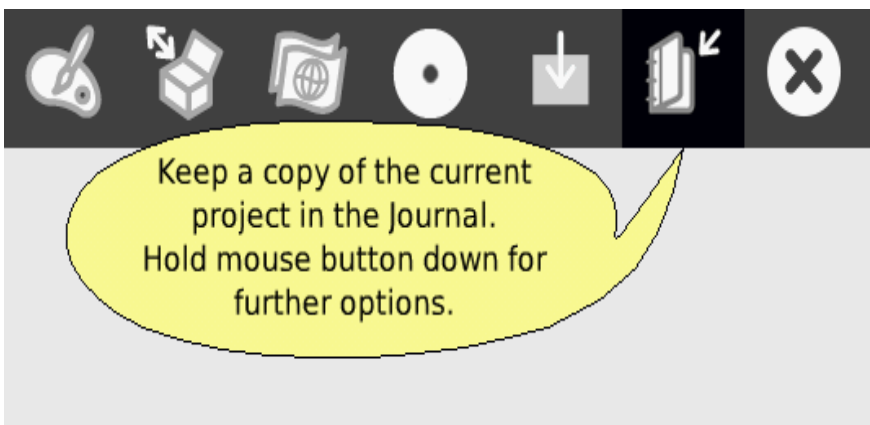 Keep a copy of the current
project in the Journal.
Hold mouse button down for
further options.